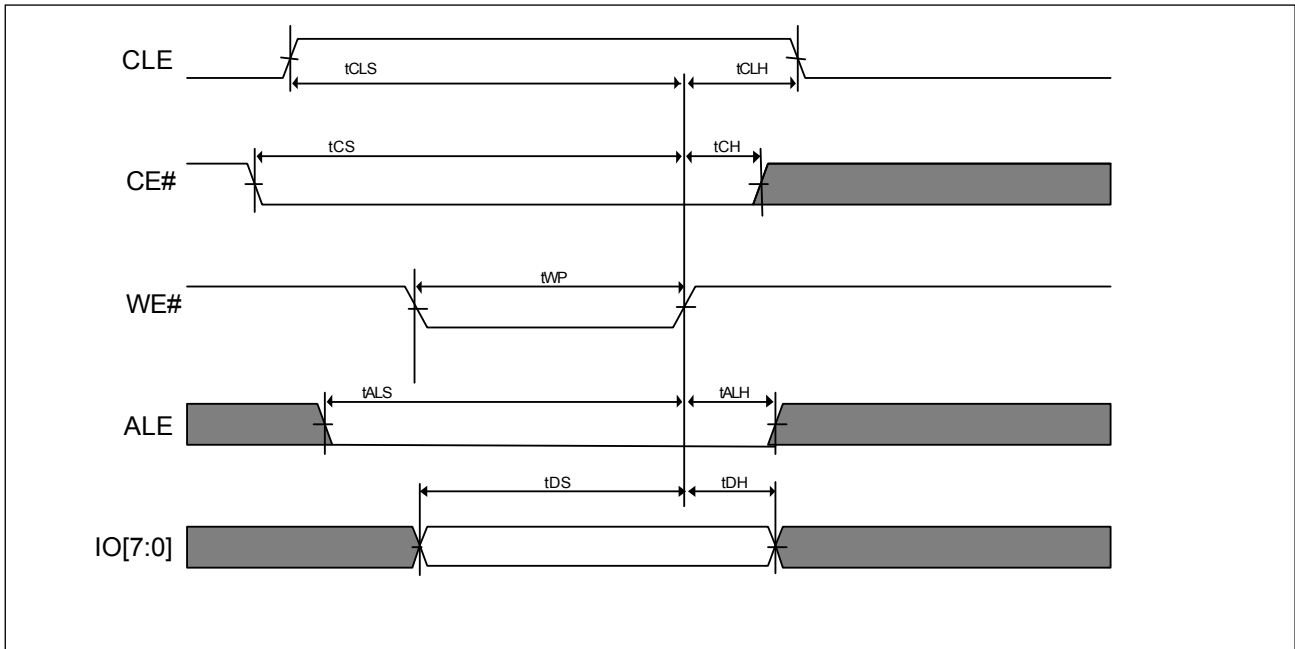 CLE
tCLS
tCLH
tCS
tCH
CE#
tWP
WE#
tALS
tALH
ALE
tDS
tDH
IO[7:0]